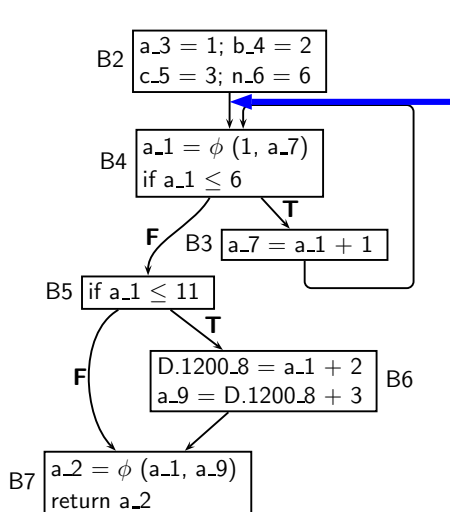 B2
a_3 = 1; b_4 = 2
c_5 = 3; n_6 = 6
B4
a_1 = ϕ (1, a_7)
if a_1 ≤ 6
T
F
B3
a_7 = a_1 + 1
B5
if a_1 ≤ 11
T
F
D.1200_8 = a_1 + 2
a_9 = D.1200_8 + 3
B6
B7
a_2 = ϕ (a_1, a_9)
return a_2